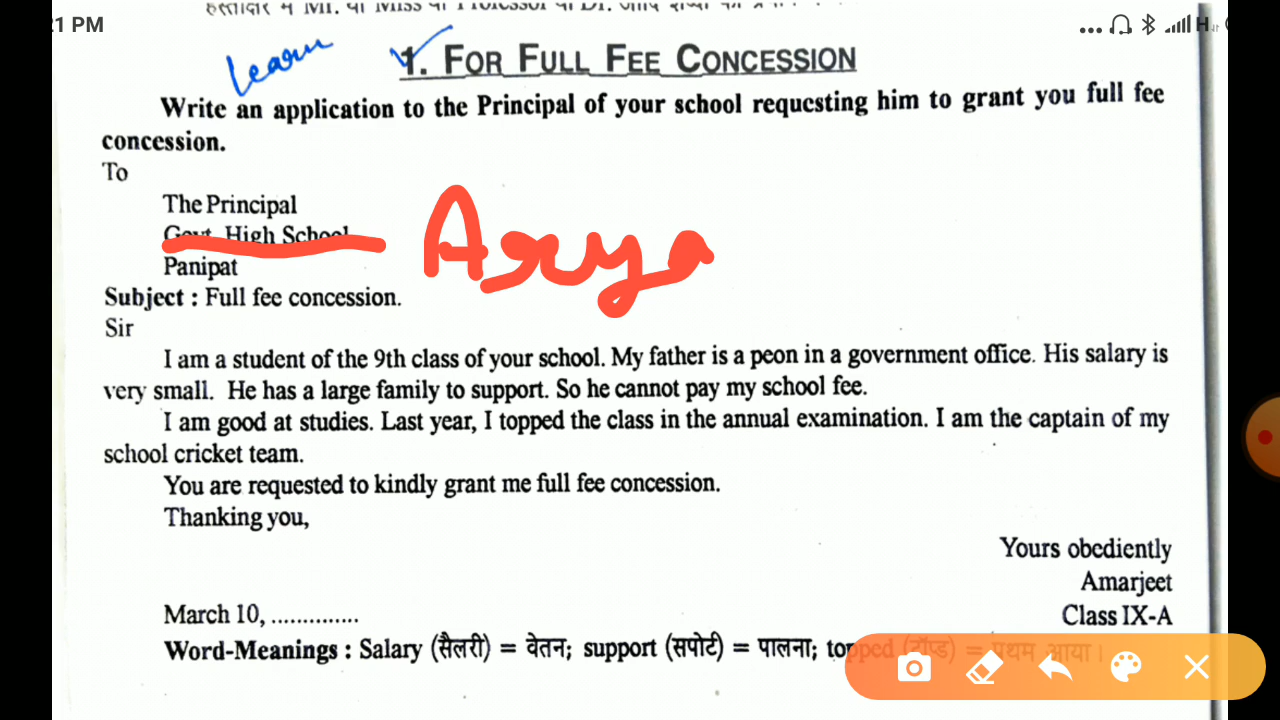 1 PM
H
Learn
1. FOR FULL FEE CONCESSION
Write an application to the Principal of your school requesting him to grant you full fee
concession.
To
The Principal
Govt. High School
Arya
Panipat
Subject : Full fee concession.
Sir
I am a student of the 9th class of your school. My father is a peon in a government office. His salary is
very small. He has a large family to support. So he cannot pay my school fee.
I am good at studies. Last year, I topped the class in the annual examination. I am the captain of my
school cricket team.
You are requested to kindly grant me full fee concession.
Thanking you,
Yours obediently
Amarjeet
March 10, ..............
Class IX-A
Word-Meanings : Salary (सैलरी) = वेतन; support (सपोर्ट) = पालना; topped (टॉप्ड) = प्रथम आया।